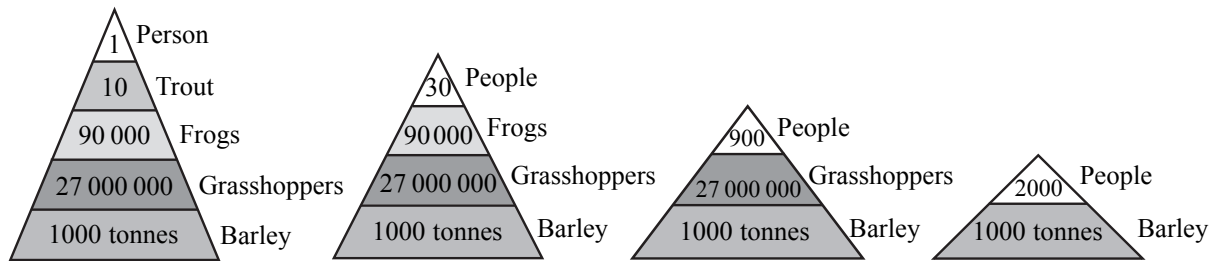 1 Person
10 Trout
90 000 Frogs
27 000 000 Grasshoppers
1000 tonnes Barley
30 People
90 000 Frogs
27 000 000 Grasshoppers
1000 tonnes Barley
900 People
27 000 000 Grasshoppers
1000 tonnes Barley
2000 People
1000 tonnes Barley